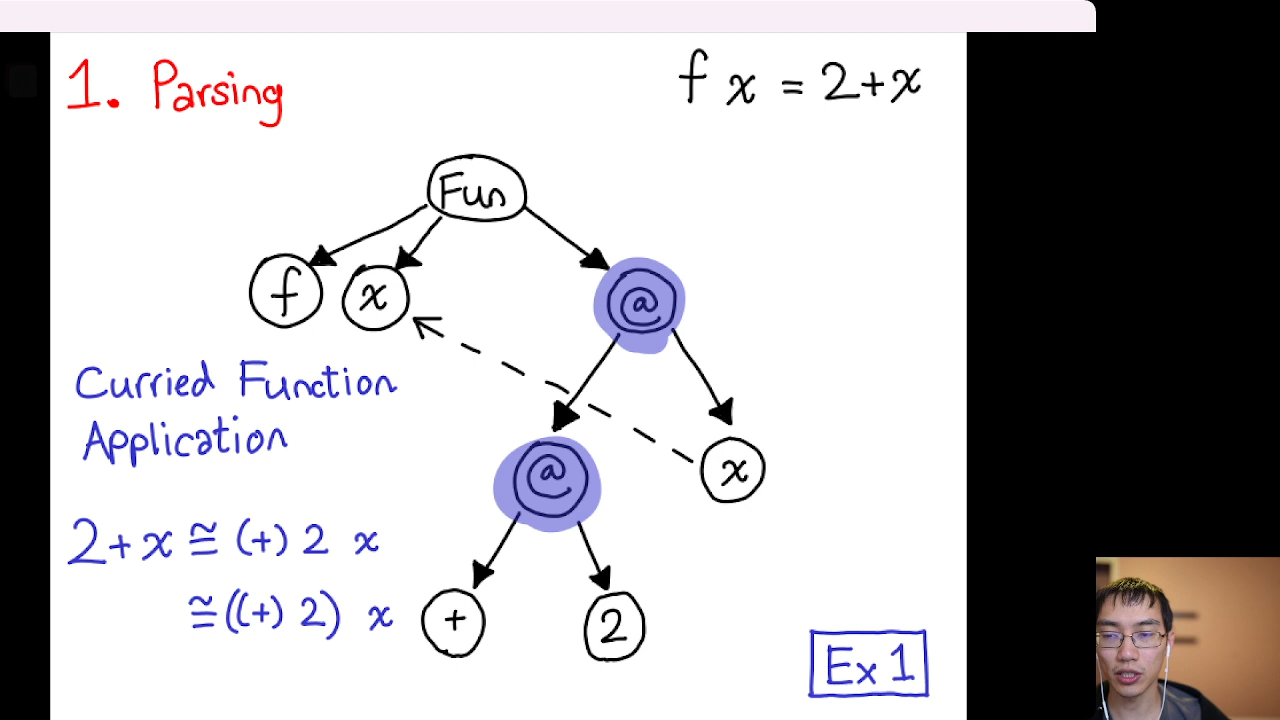 1. Parsing
f x = 2+x
Fun
f
x
@
Curried Function
Application
@
x
2+x ≅ (+) 2 x
≅ ((+) 2) x
+
2
Ex 1